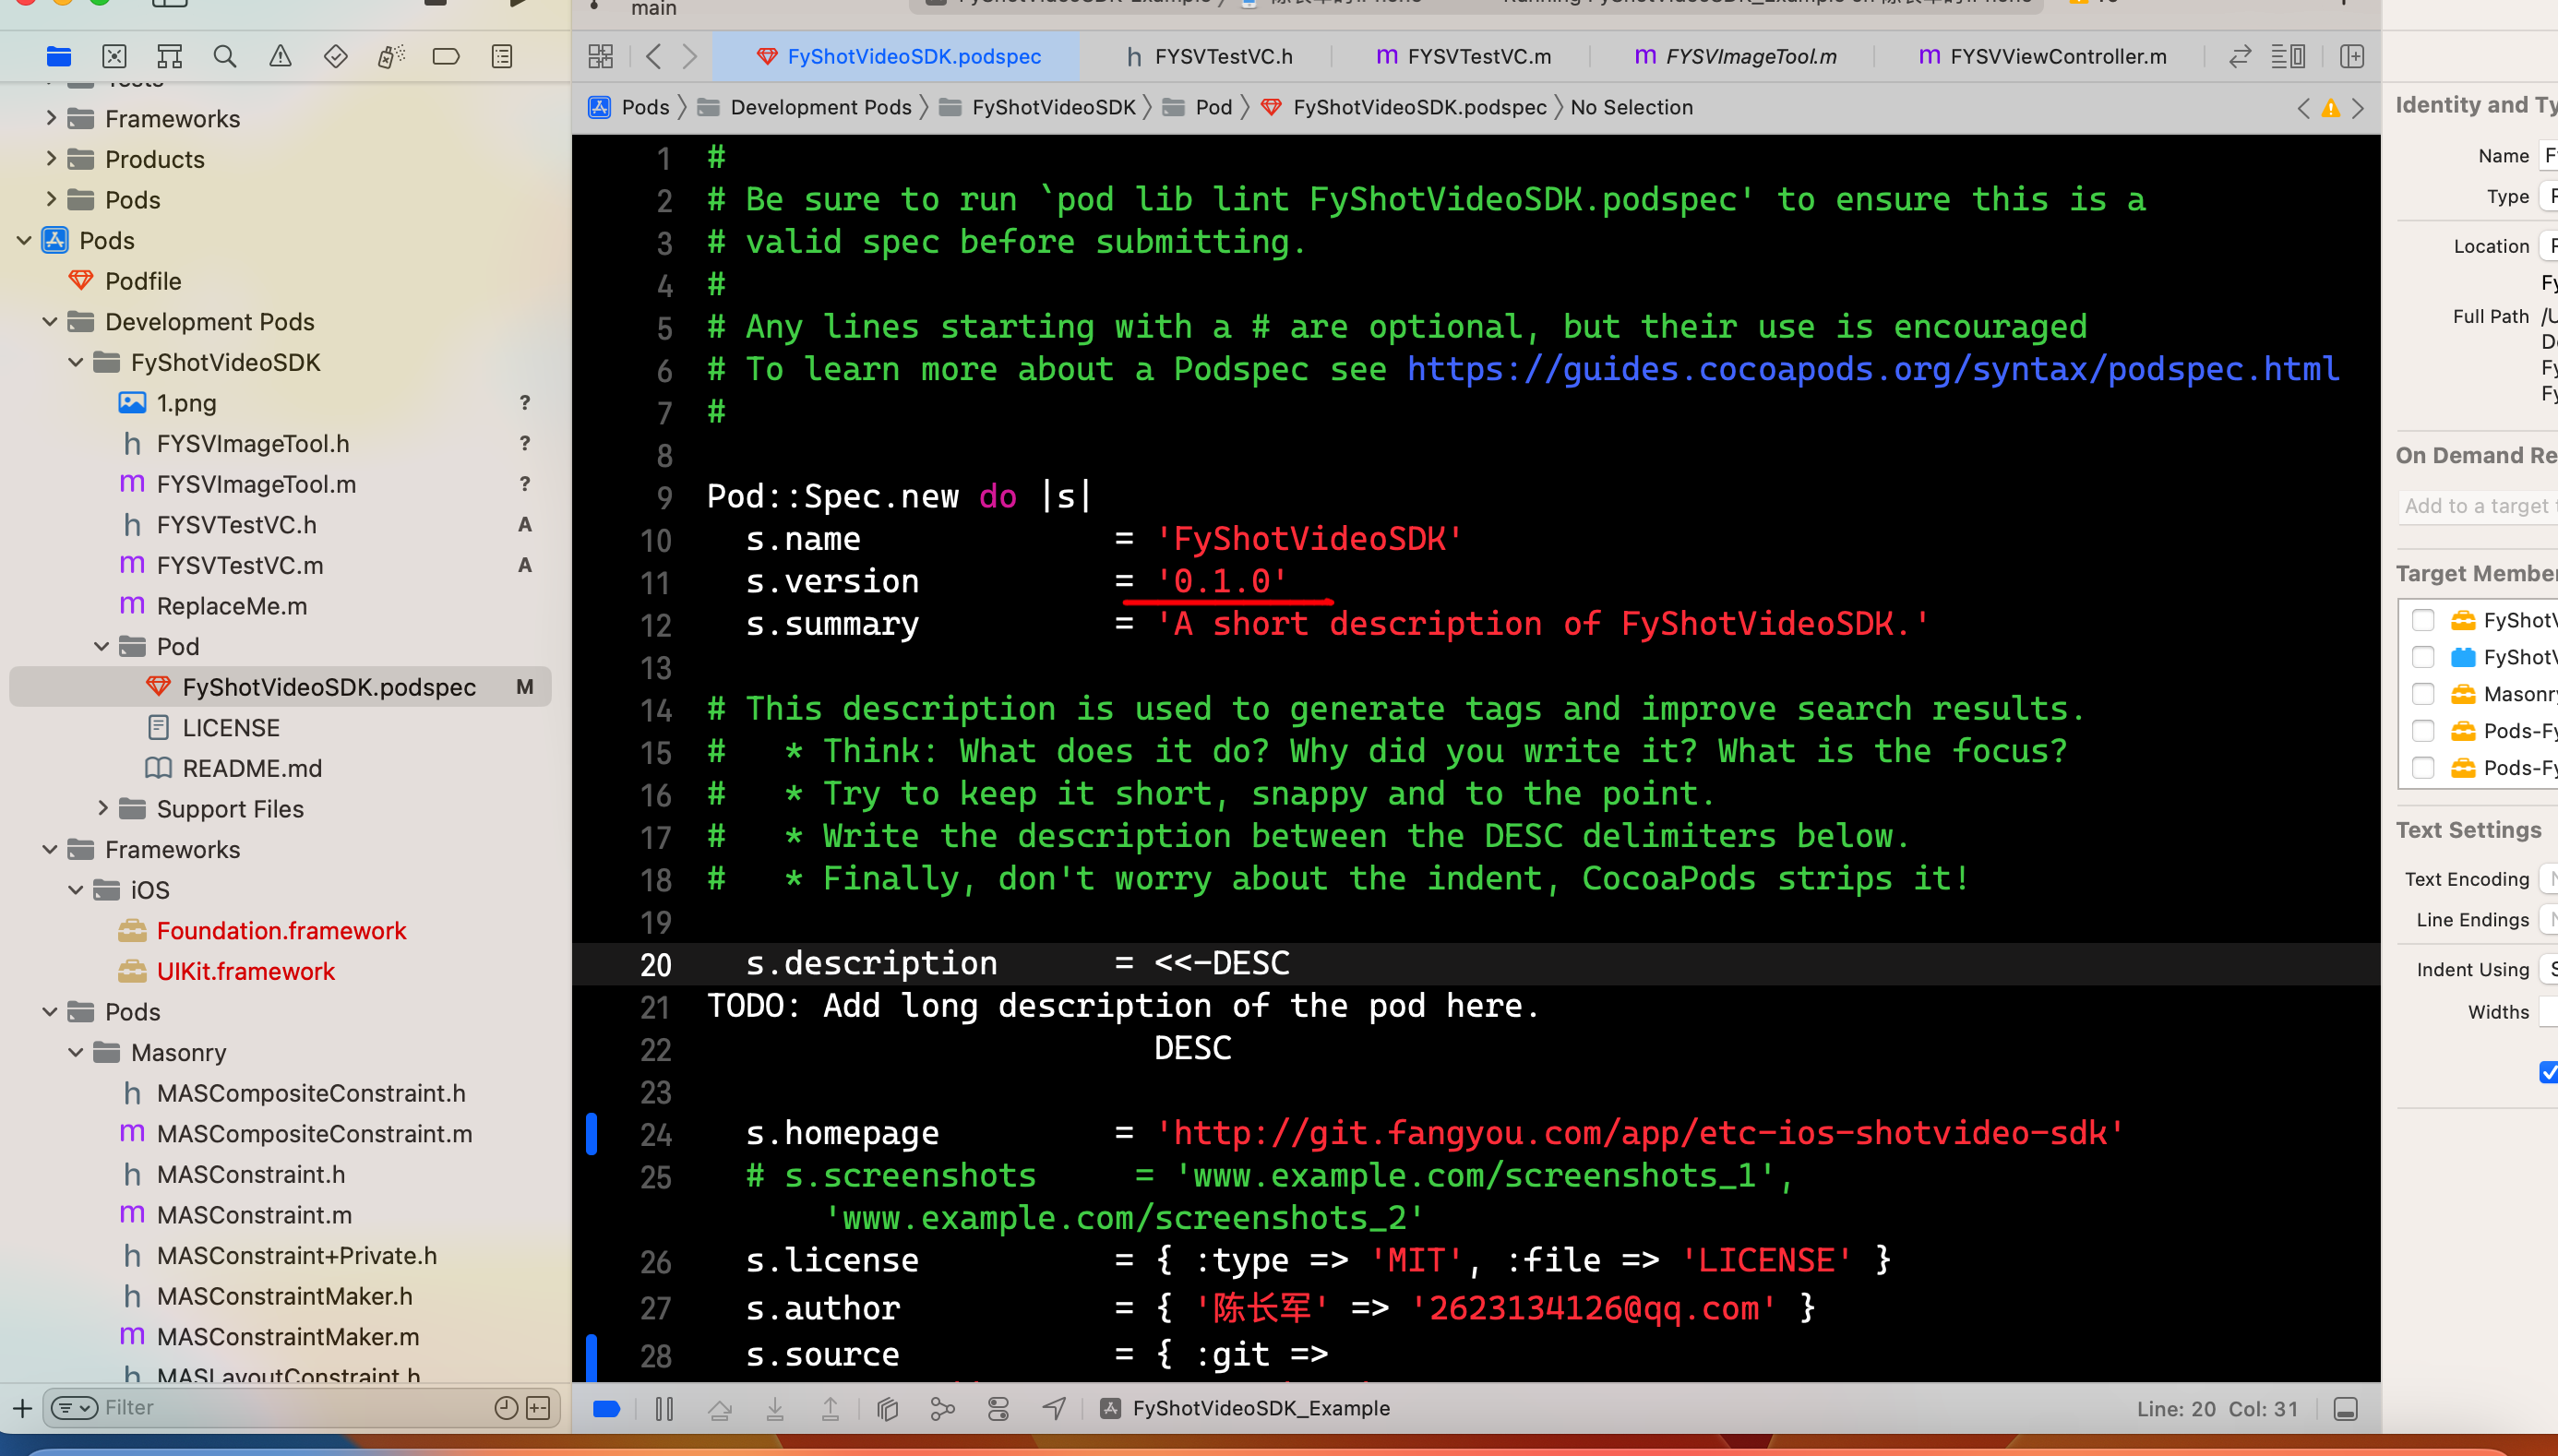 main
FyShotVideoSDK.podspec
FYSVTestVC.h
FYSVTestVC.m
FYSVImageTool.m
FYSVViewController.m
Pods
Development Pods
FyShotVideoSDK
Pod
FyShotVideoSDK.podspec
No Selection
Frameworks
Products
Pods
Pods
Podfile
Development Pods
FyShotVideoSDK
1.png ?
FYSVImageTool.h ?
FYSVImageTool.m ?
FYSVTestVC.h A
FYSVTestVC.m A
ReplaceMe.m
Pod
FyShotVideoSDK.podspec M
LICENSE
README.md
Support Files
Frameworks
iOS
Foundation.framework
UIKit.framework
Pods
Masonry
MASCompositeConstraint.h
MASCompositeConstraint.m
MASConstraint.h
MASConstraint.m
MASConstraint+Private.h
MASConstraintMaker.h
MASConstraintMaker.m
MASLayoutConstraint.h
Filter
1 #
2 # Be sure to run `pod lib lint FyShotVideoSDK.podspec' to ensure this is a
3 # valid spec before submitting.
4 #
5 # Any lines starting with a # are optional, but their use is encouraged
6 # To learn more about a Podspec see https://guides.cocoapods.org/syntax/podspec.html
7 #
8
9 Pod::Spec.new do |s|
10 s.name = 'FyShotVideoSDK'
11 s.version = '0.1.0'
12 s.summary = 'A short description of FyShotVideoSDK.'
13
14 # This description is used to generate tags and improve search results.
15 # * Think: What does it do? Why did you write it? What is the focus?
16 # * Try to keep it short, snappy and to the point.
17 # * Write the description between the DESC delimiters below.
18 # * Finally, don't worry about the indent, CocoaPods strips it!
19
20 s.description = <<-DESC
21 TODO: Add long description of the pod here.
22 DESC
23
24 s.homepage = 'http://git.fangyou.com/app/etc-ios-shotvideo-sdk'
25 # s.screenshots = 'www.example.com/screenshots_1',
'www.example.com/screenshots_2'
26 s.license = { :type => 'MIT', :file => 'LICENSE' }
27 s.author = { '陈长军' => '2623134126@qq.com' }
28 s.source = { :git =>
FyShotVideoSDK_Example
Line: 20 Col: 31
Identity and Ty
Name
Type
Location
Full Path
On Demand Re
Add to a target
Target Member
FyShotV
FyShotV
Masonry
Pods-Fy
Pods-Fy
Text Settings
Text Encoding
Line Endings
Indent Using
Widths